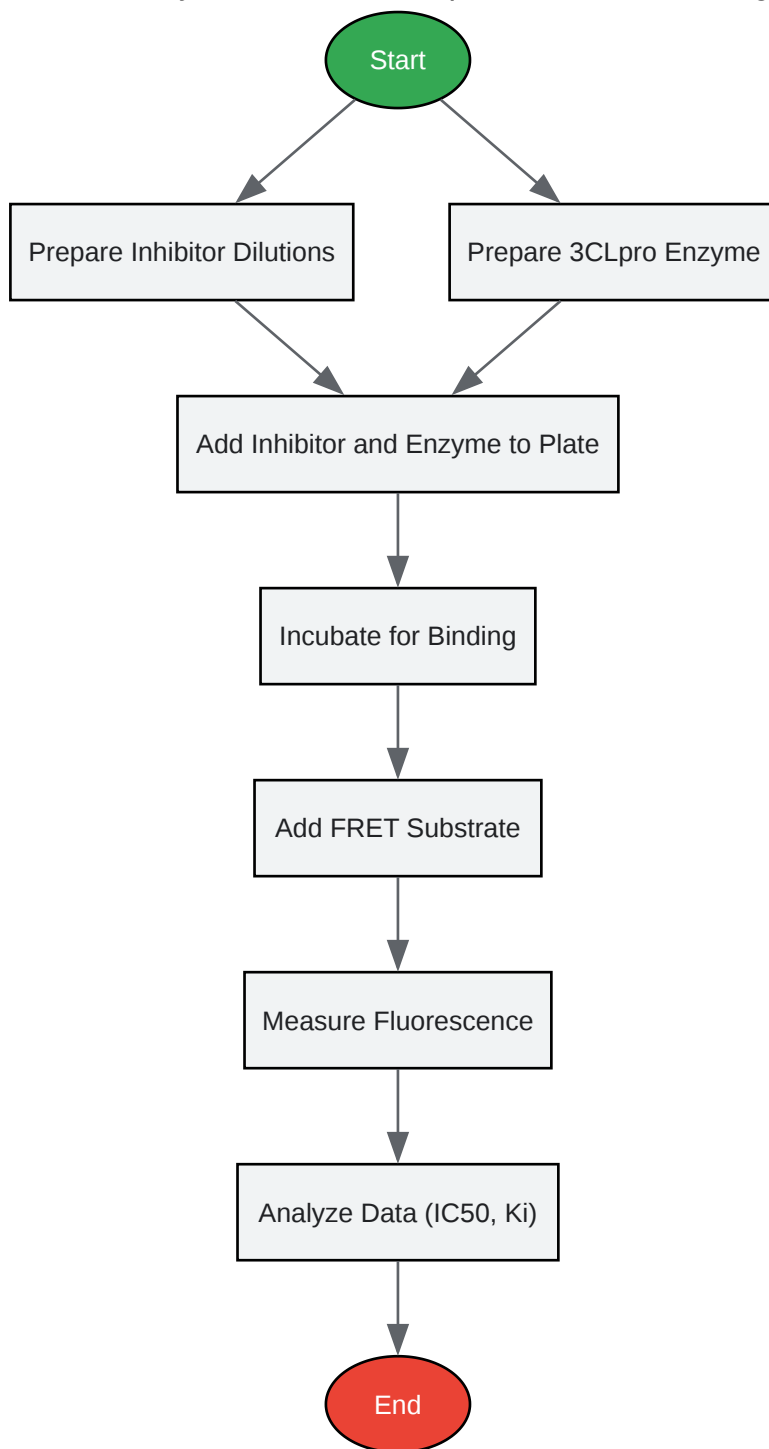 Start
Prepare Inhibitor Dilutions
Prepare 3CLpro Enzyme
Add Inhibitor and Enzyme to Plate
Incubate for Binding
Add FRET Substrate
Measure Fluorescence
Analyze Data (IC50, Ki)
End